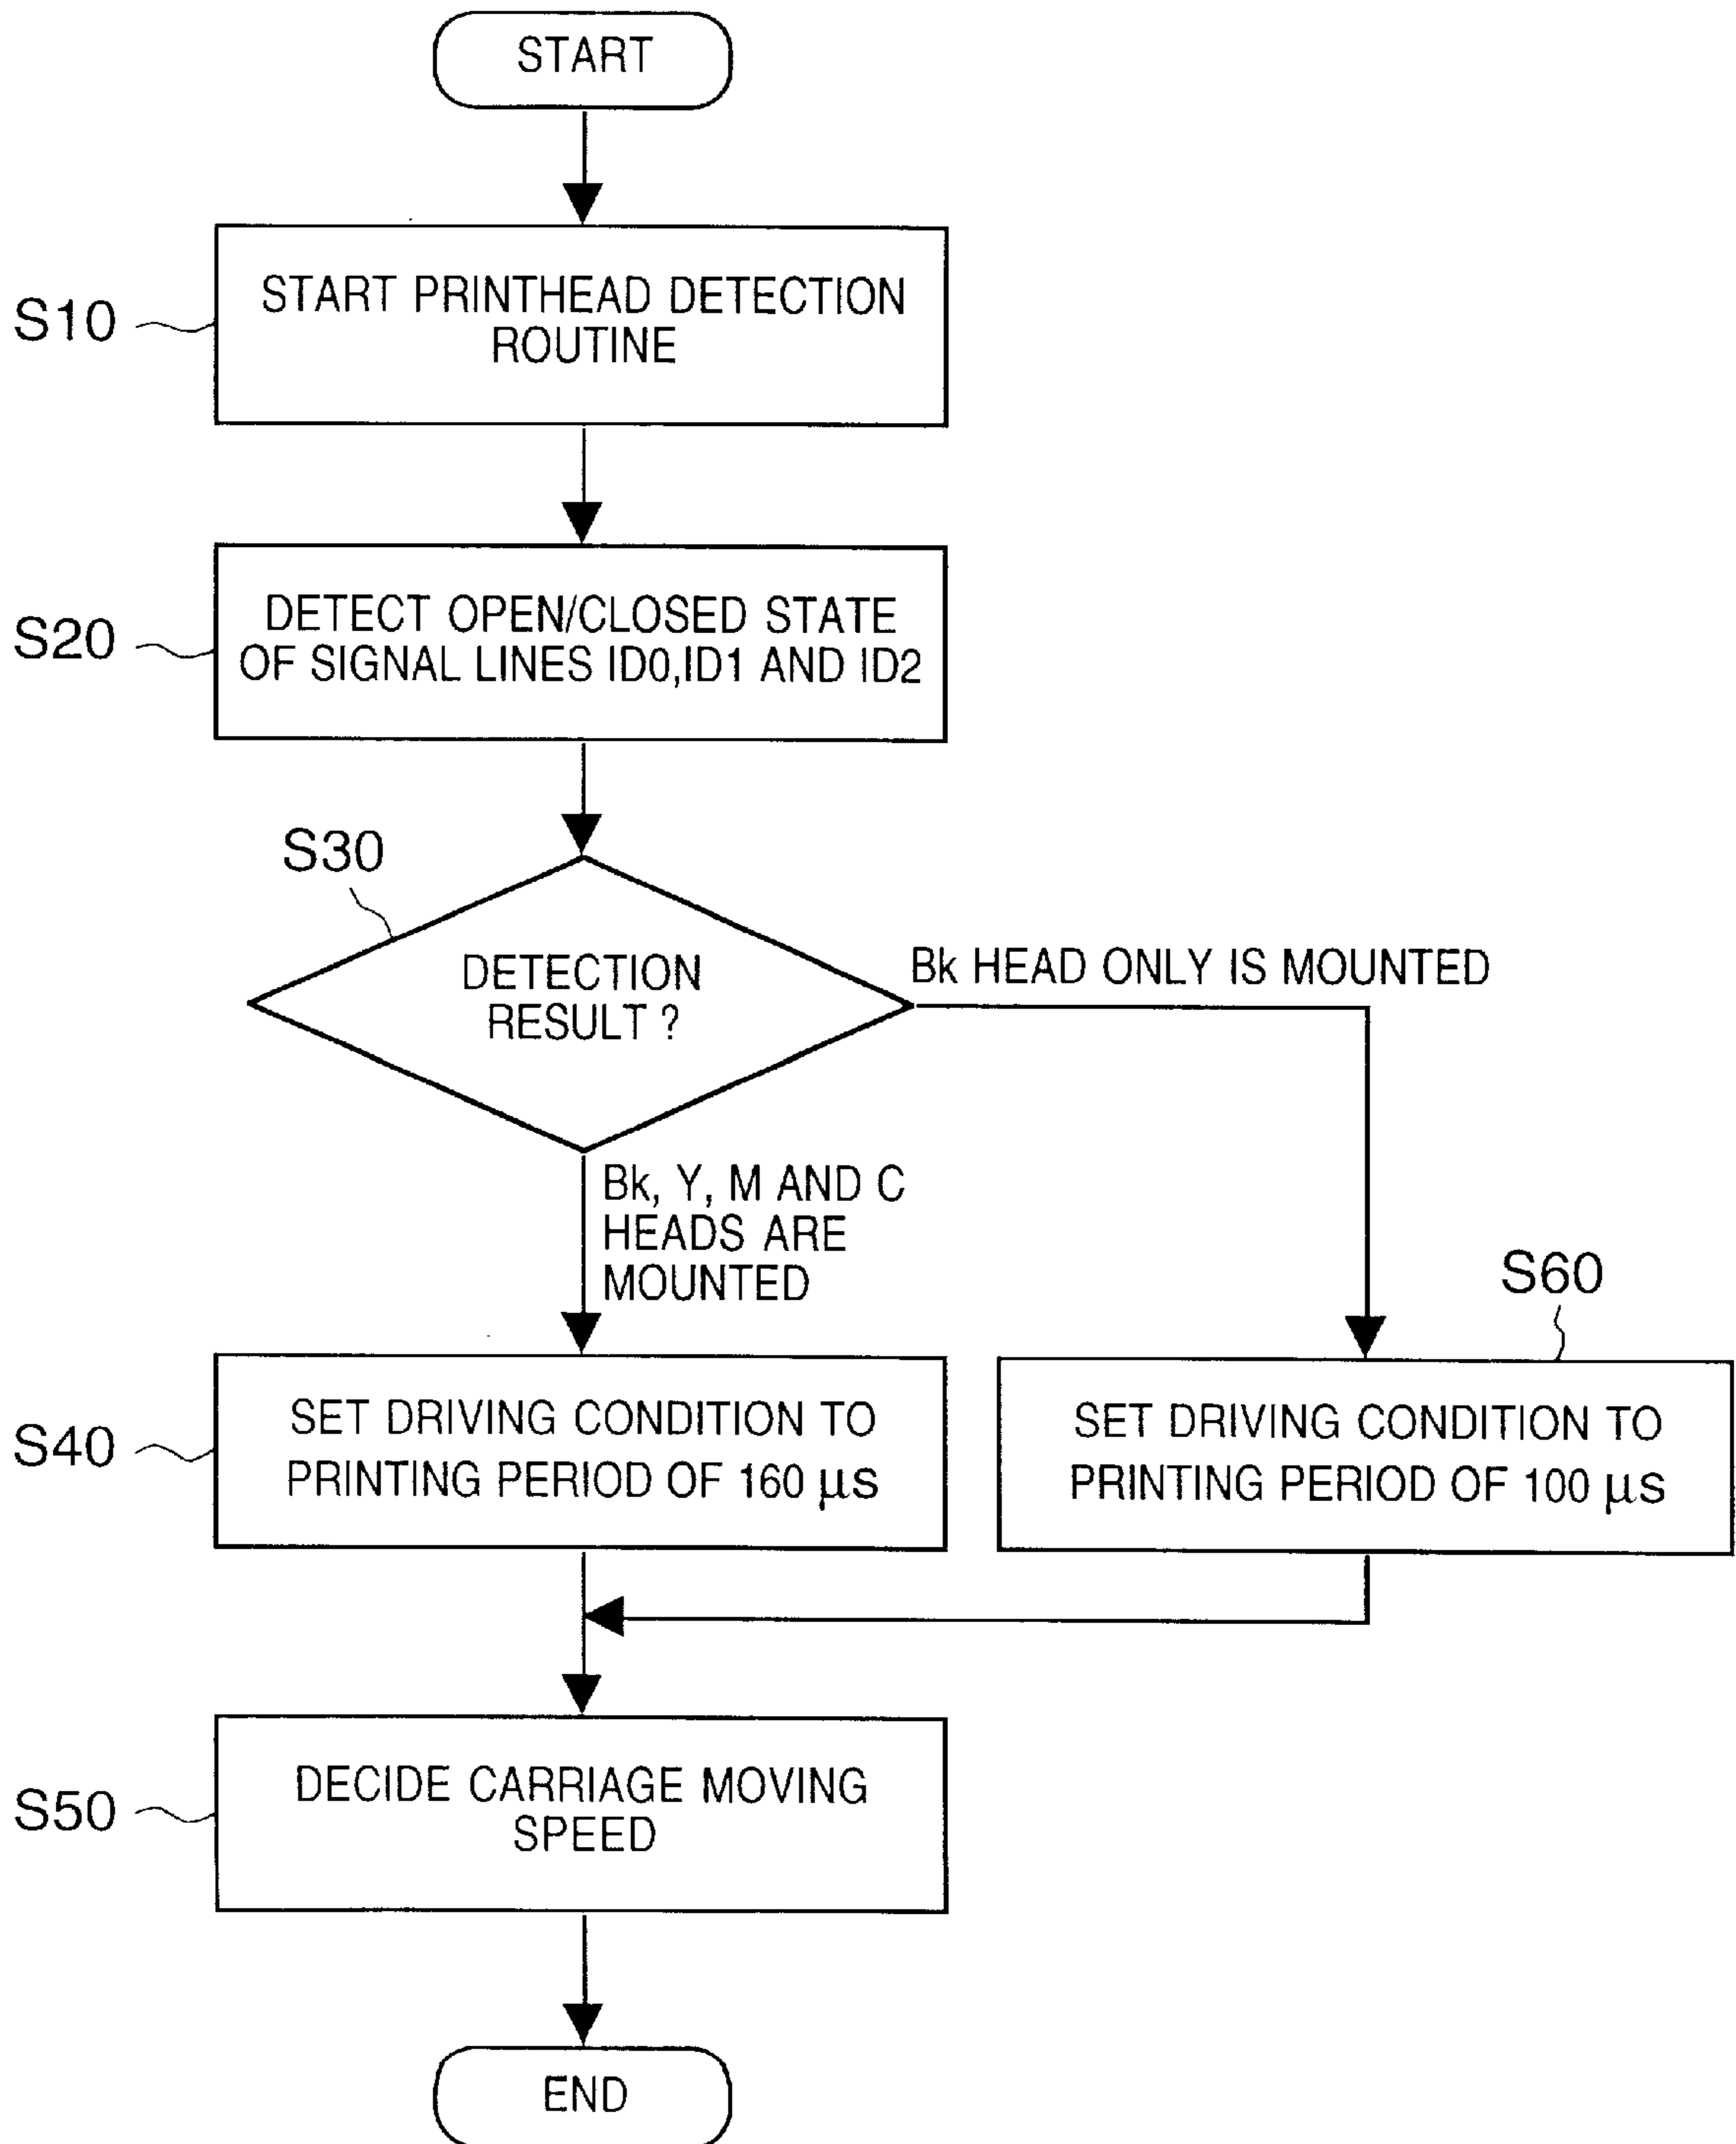 START
S10
START PRINTHEAD DETECTION
ROUTINE
S20
DETECT OPEN/CLOSED STATE
OF SIGNAL LINES ID0,ID1 AND ID2
S30
DETECTION
RESULT ?
Bk HEAD ONLY IS MOUNTED
Bk, Y, M AND C
HEADS ARE
MOUNTED
S40
SET DRIVING CONDITION TO
PRINTING PERIOD OF 160 µs
S60
SET DRIVING CONDITION TO
PRINTING PERIOD OF 100 µs
S50
DECIDE CARRIAGE MOVING
SPEED
END